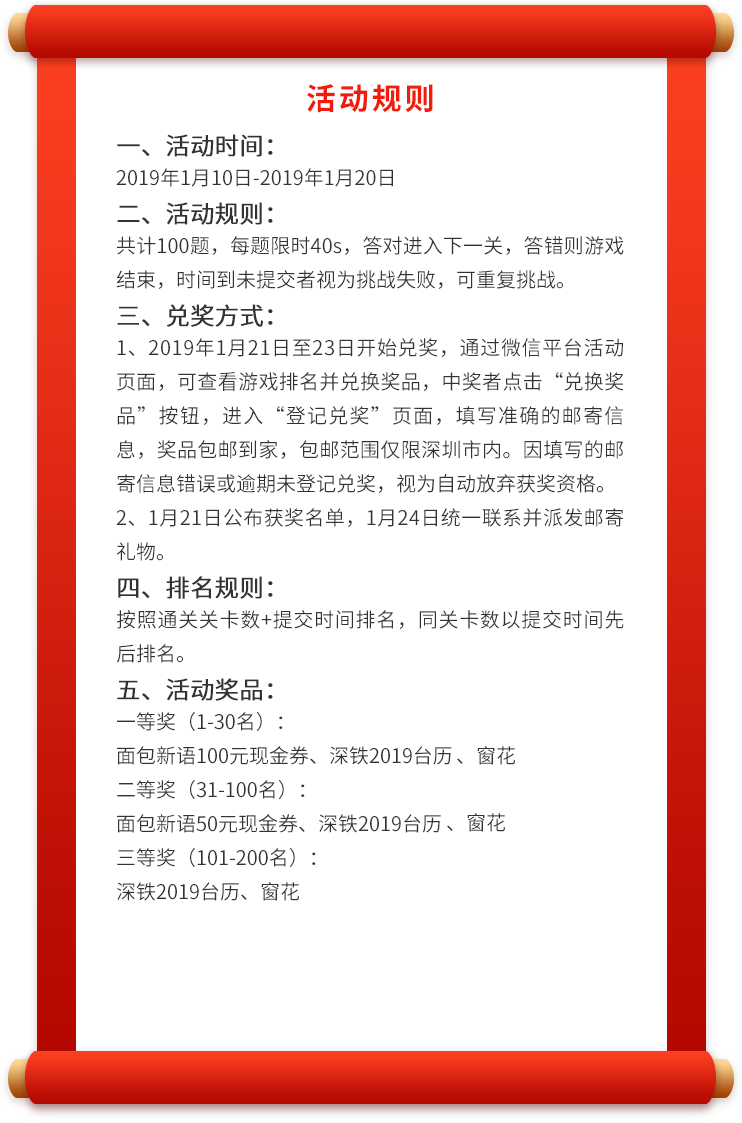 活动规则
一、活动时间：
2019年1月10日-2019年1月20日
二、活动规则：
共计100题，每题限时40s，答对进入下一关，答错则游戏
结束，时间到未提交者视为挑战失败，可重复挑战。
三、兑奖方式：
1、2019年1月21日至23日开始兑奖，通过微信平台活动
页面，可查看游戏排名并兑换奖品，中奖者点击“兑换奖
品”按钮，进入“登记兑奖”页面，填写准确的邮寄信
息，奖品包邮到家，包邮范围仅限深圳市内。因填写的邮
寄信息错误或逾期未登记兑奖，视为自动放弃获奖资格。
2、1月21日公布获奖名单，1月24日统一联系并派发邮寄
礼物。
四、排名规则：
按照通关关卡数+提交时间排名，同关卡数以提交时间先
后排名。
五、活动奖品：
一等奖（1-30名）：
面包新语100元现金券、深铁2019台历、窗花
二等奖（31-100名）：
面包新语50元现金券、深铁2019台历、窗花
三等奖（101-200名）：
深铁2019台历、窗花